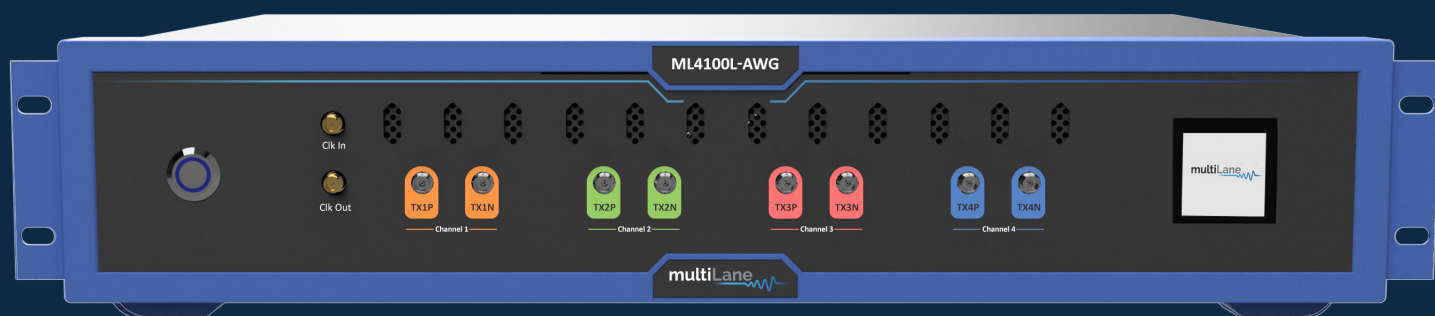 ML4100L-AWG
Clk In
Clk Out
TX1P TX1N TX2P TX2N TX3P TX3N TX4P TX4N
Channel 1 Channel 2 Channel 3 Channel 4
multiLane
multiLane